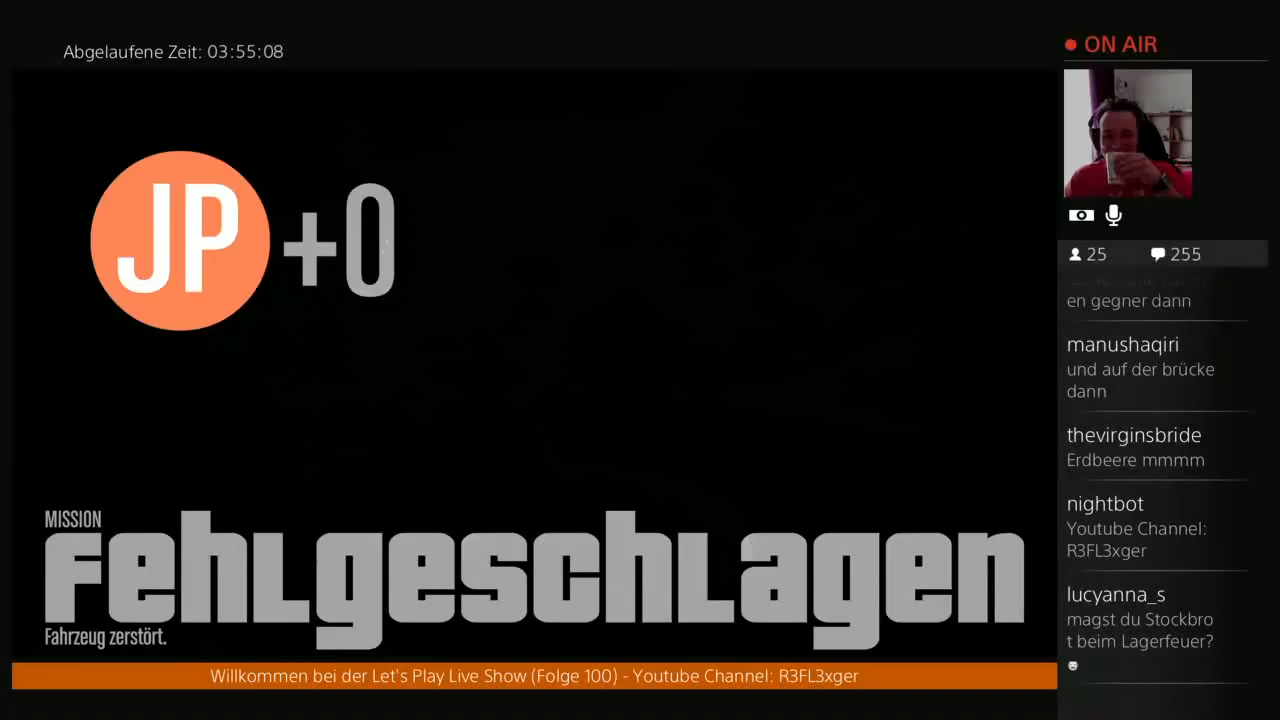 Abgelaufene Zeit: 03:55:08
ON AIR
JP +0
25 255
en gegner dann
manushaqiri
und auf der brücke
dann
thevirginsbride
Erdbeere mmmm
nightbot
Youtube Channel:
R3FL3xger
lucyanna_s
magst du Stockbro
t beim Lagerfeuer?
MISSION
Fehlgeschlagen
Fahrzeug zerstört.
Willkommen bei der Let's Play Live Show (Folge 100) - Youtube Channel: R3FL3xger